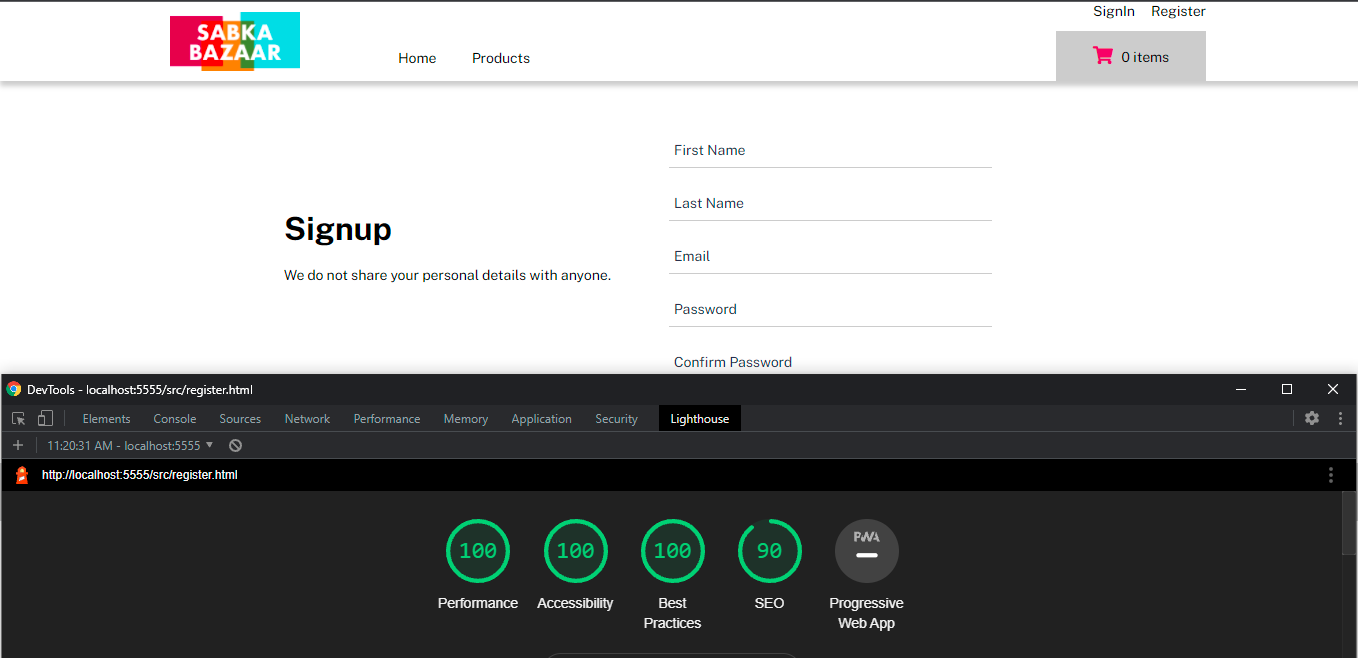 SignIn Register
SABKA
BAZAAR
Home Products
0 items
First Name
Last Name
Signup
Email
We do not share your personal details with anyone.
Password
Confirm Password
DevTools - localhost:5555/src/register.html
Elements Console Sources Network Performance Memory Application Security Lighthouse
11:20:31 AM - localhost:5555
http://localhost:5555/src/register.html
100 100 100 90 PWA
Performance Accessibility Best Practices SEO Progressive Web App